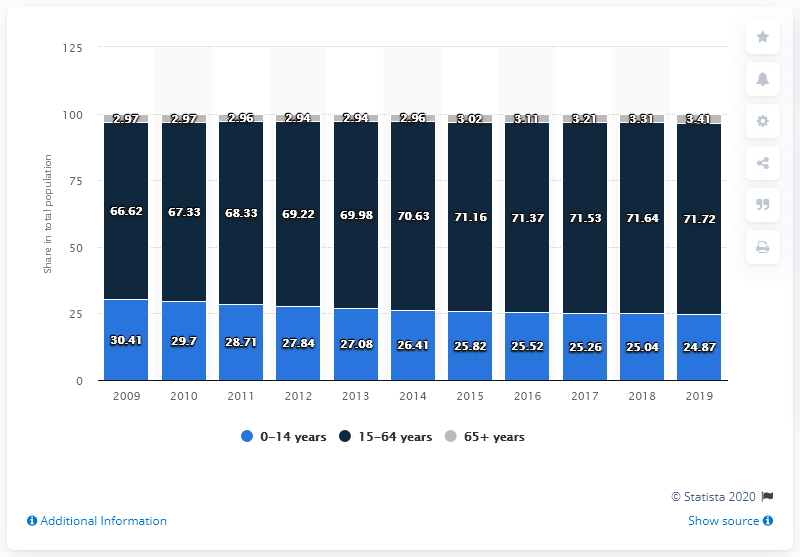 125
100
75
50
25
0
Share in total population
2.97 2.97 2.96 2.94 2.94 2.96 3.02 3.11 3.21 3.31 3.41
66.62 67.33 68.33 69.22 69.98 70.63 71.16 71.37 71.53 71.64 71.72
30.41 29.7 28.71 27.84 27.08 26.41 25.82 25.52 25.26 25.04 24.87
2009 2010 2011 2012 2013 2014 2015 2016 2017 2018 2019
0-14 years 15-64 years 65+ years
© Statista 2020
Additional Information Show source